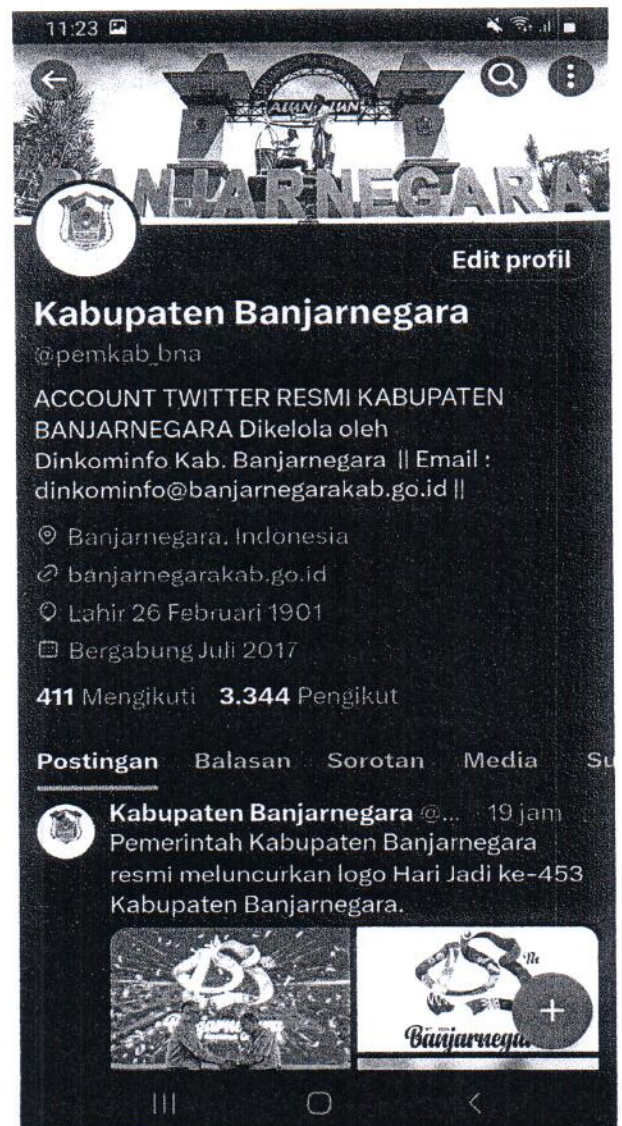 11:23
ALUN ALUN
BANJARNEGARA
Edit profil
Kabupaten Banjarnegara
@pemkab_bna
ACCOUNT TWITTER RESMI KABUPATEN
BANJARNEGARA Dikelola oleh
Dinkominfo Kab. Banjarnegara || Email :
dinkominfo@banjarnegarakab.go.id ||
Banjarnegara, Indonesia
banjarnegarakab.go.id
Lahir 26 Februari 1901
Bergabung Juli 2017
411 Mengikuti 3.344 Pengikut
Postingan Balasan Sorotan Media Su
Kabupaten Banjarnegara @... · 19 jam
Pemerintah Kabupaten Banjarnegara
resmi meluncurkan logo Hari Jadi ke-453
Kabupaten Banjarnegara.
Banjarnegara
Banjarnega